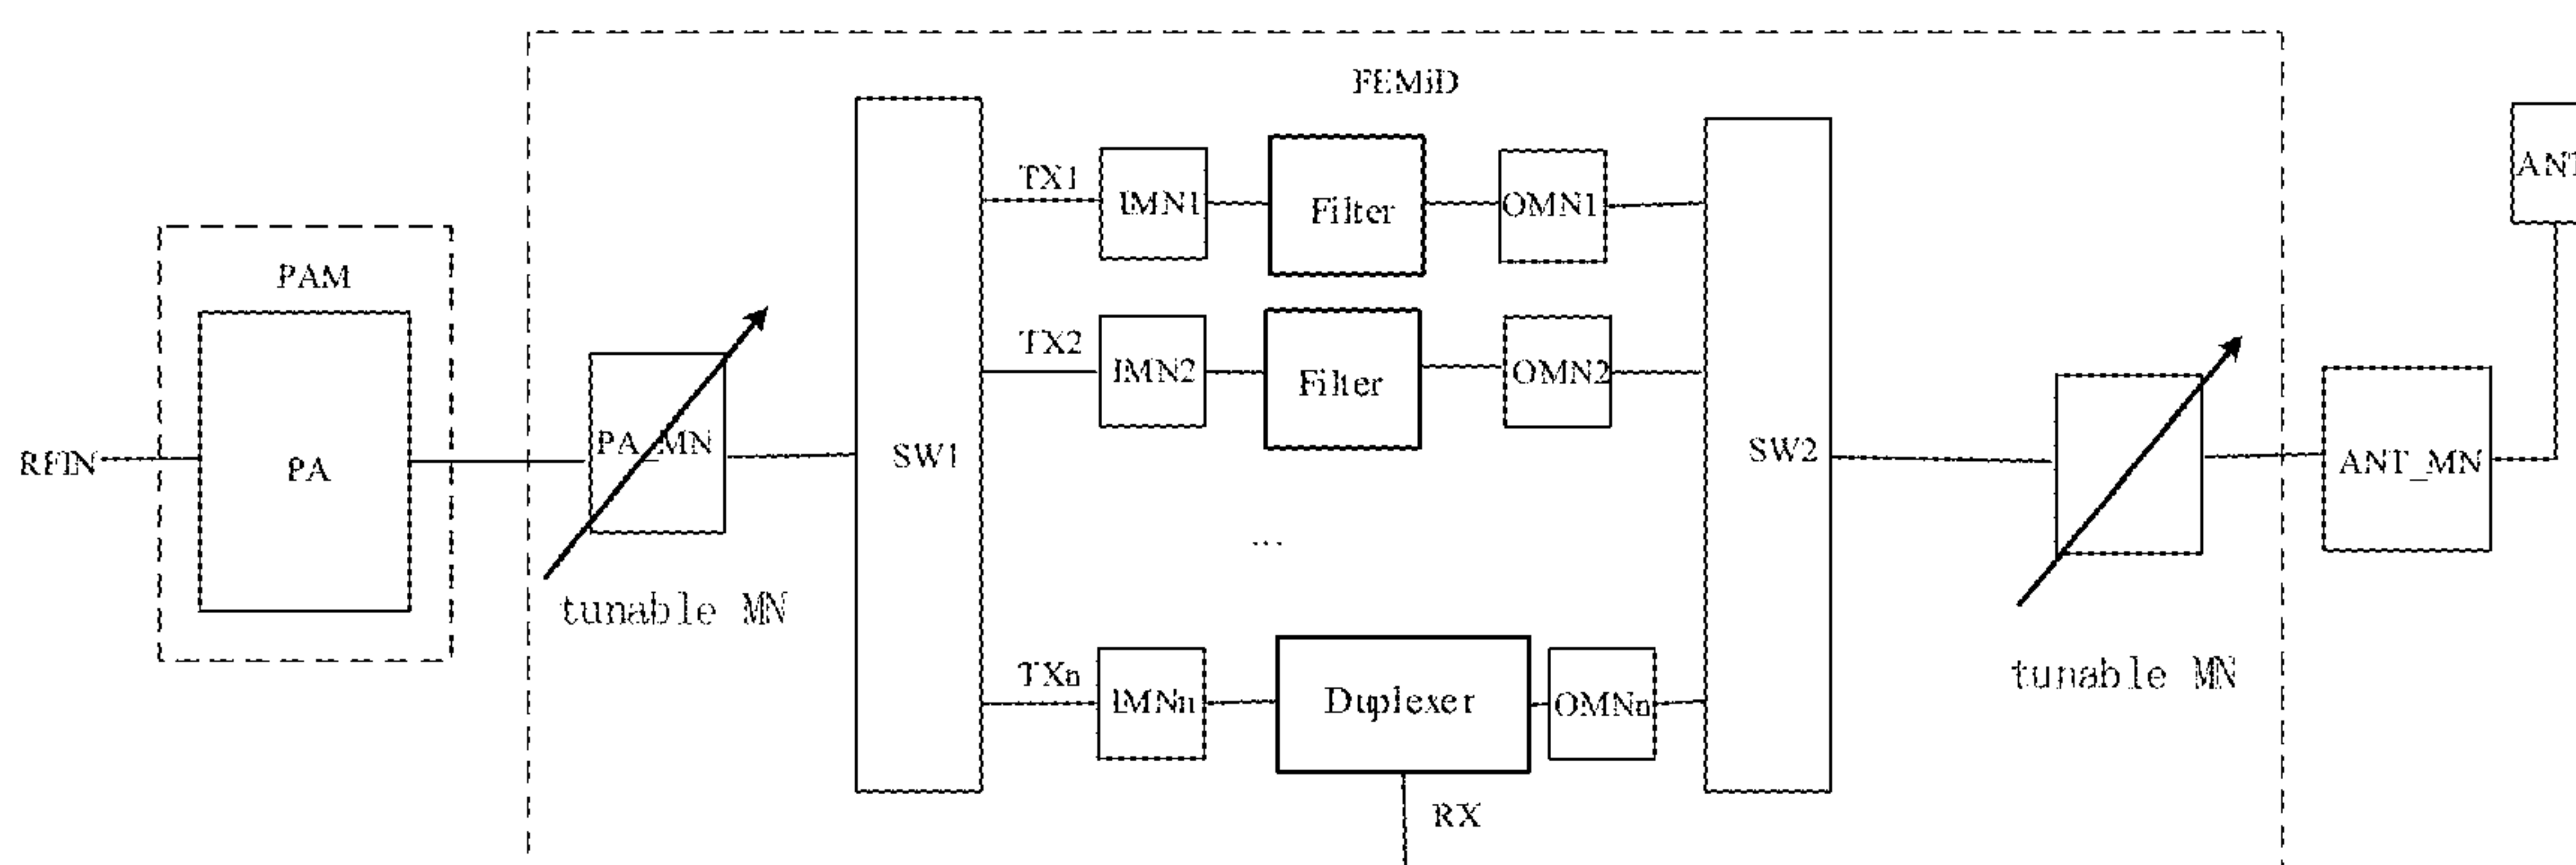 FEMiD
TX1
IMN1
Filter
OMN1
ANT
PAM
TX2
IMN2
Filter
OMN2
RFIN
PA
PA_MN
SW1
SW2
ANT_MN
...
tunable MN
tunable MN
TXn
IMNn
Duplexer
OMNn
RX